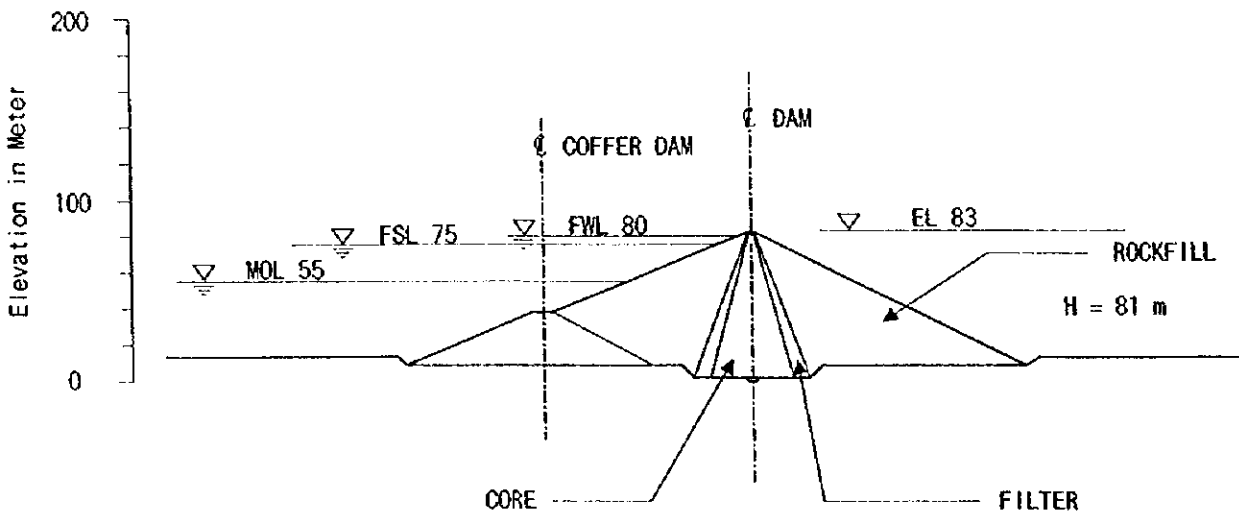 200
100
0
Elevation in Meter
℄ DAM
℄ COFFER DAM
EL 83
FWL 80
FSL 75
MOL 55
ROCKFILL
H = 81 m
CORE
FILTER